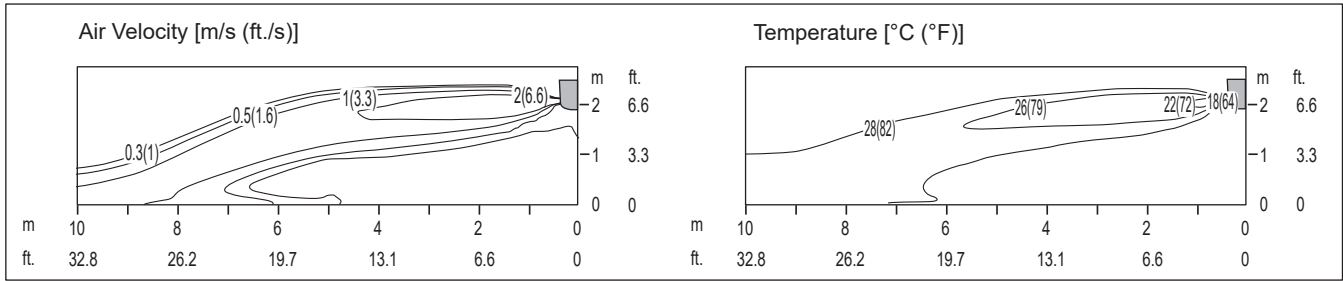 Air Velocity [m/s (ft./s)]
Temperature [°C (°F)]
m ft.
2(6.6)
1(3.3)
0.5(1.6)
0.3(1)
2 6.6
1 3.3
0 0
m 10 8 6 4 2 0
ft. 32.8 26.2 19.7 13.1 6.6 0
m ft.
18(64)
22(72)
26(79)
28(82)
2 6.6
1 3.3
0 0
m 10 8 6 4 2 0
ft. 32.8 26.2 19.7 13.1 6.6 0